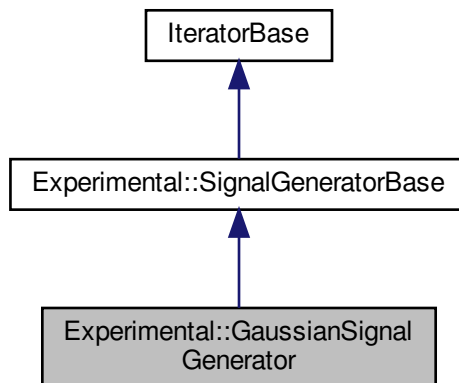 IteratorBase
Experimental::SignalGeneratorBase
Experimental::GaussianSignal
Generator